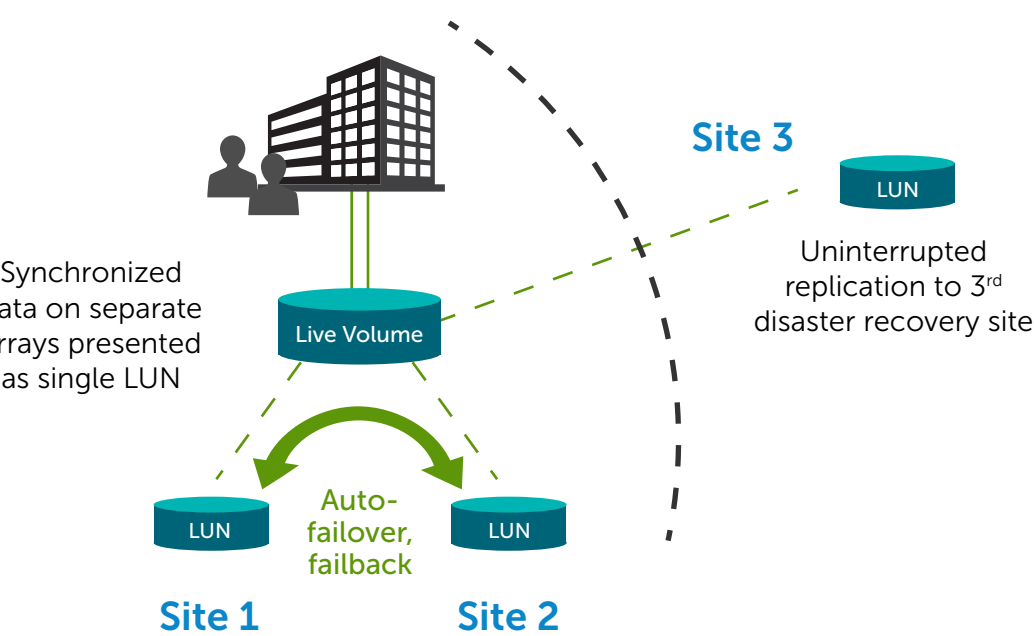 Site 3
LUN
Uninterrupted
replication to 3rd
disaster recovery site
Synchronized
ata on separate
rrays presented
as single LUN
Live Volume
Auto-
failover,
failback
LUN
LUN
Site 1
Site 2